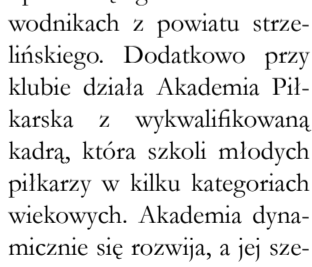 wodnikach z powiatu strze-
lińskiego. Dodatkowo przy
klubie działa Akademia Pił-
karska z wykwalifikowaną
kadrą, która szkoli młodych
piłkarzy w kilku kategoriach
wiekowych. Akademia dyna-
micznie się rozwija, a jej sze-